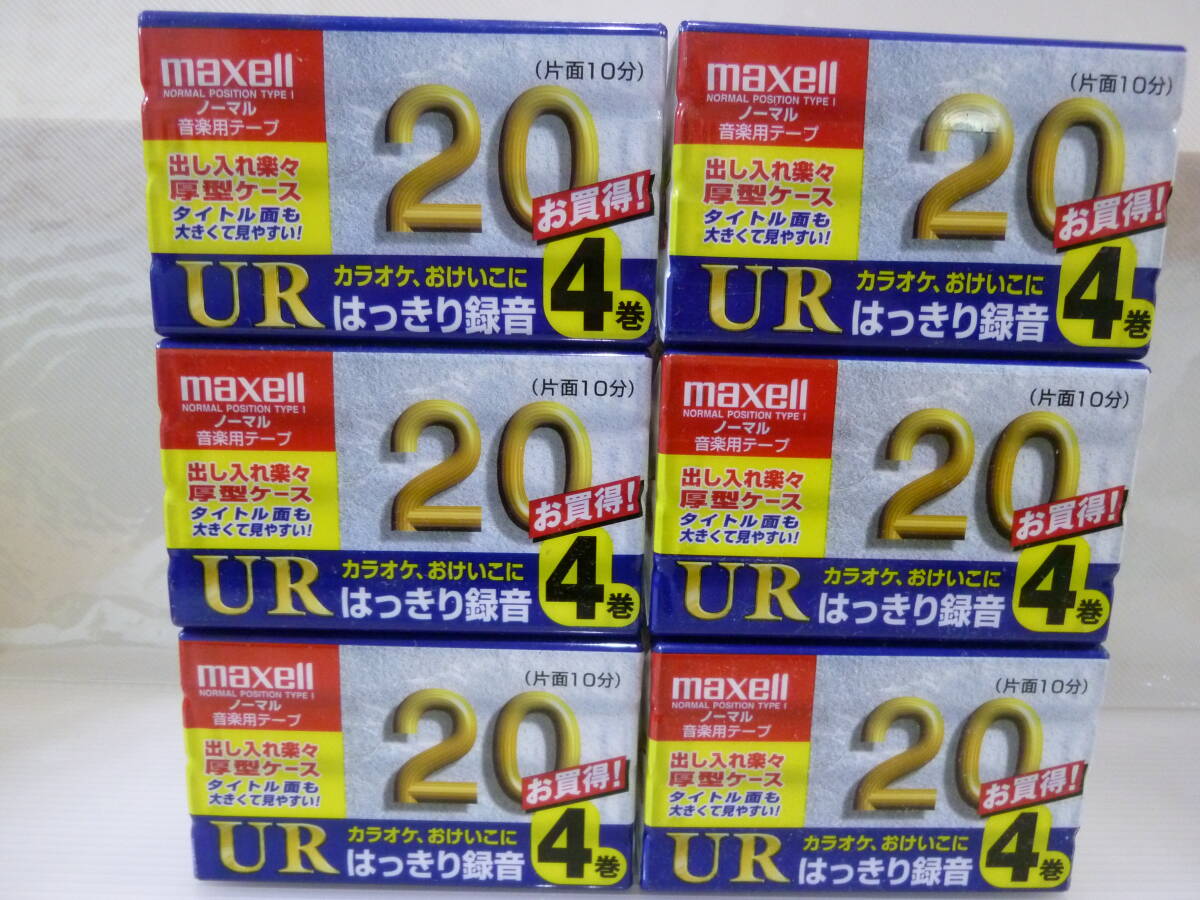 maxell
NORMAL POSITION TYPE I
ノーマル
音楽用テープ
(片面10分)
20
出し入れ楽々
厚型ケース
タイトル面も
大きくて見やすい!
お買得!
UR
カラオケ、おけいこに
はっきり録音
4巻
maxell
NORMAL POSITION TYPE I
ノーマル
音楽用テープ
(片面10分)
20
出し入れ楽々
厚型ケース
タイトル面も
大きくて見やすい!
お買得!
UR
カラオケ、おけいこに
はっきり録音
4巻
maxell
NORMAL POSITION TYPE I
ノーマル
音楽用テープ
(片面10分)
20
出し入れ楽々
厚型ケース
タイトル面も
大きくて見やすい!
お買得!
UR
カラオケ、おけいこに
はっきり録音
4巻
maxell
NORMAL POSITION TYPE I
ノーマル
音楽用テープ
(片面10分)
20
出し入れ楽々
厚型ケース
タイトル面も
大きくて見やすい!
お買得!
UR
カラオケ、おけいこに
はっきり録音
4巻
maxell
NORMAL POSITION TYPE I
ノーマル
音楽用テープ
(片面10分)
20
出し入れ楽々
厚型ケース
タイトル面も
大きくて見やすい!
お買得!
UR
カラオケ、おけいこに
はっきり録音
4巻
maxell
NORMAL POSITION TYPE I
ノーマル
音楽用テープ
(片面10分)
20
出し入れ楽々
厚型ケース
タイトル面も
大きくて見やすい!
お買得!
UR
カラオケ、おけいこに
はっきり録音
4巻